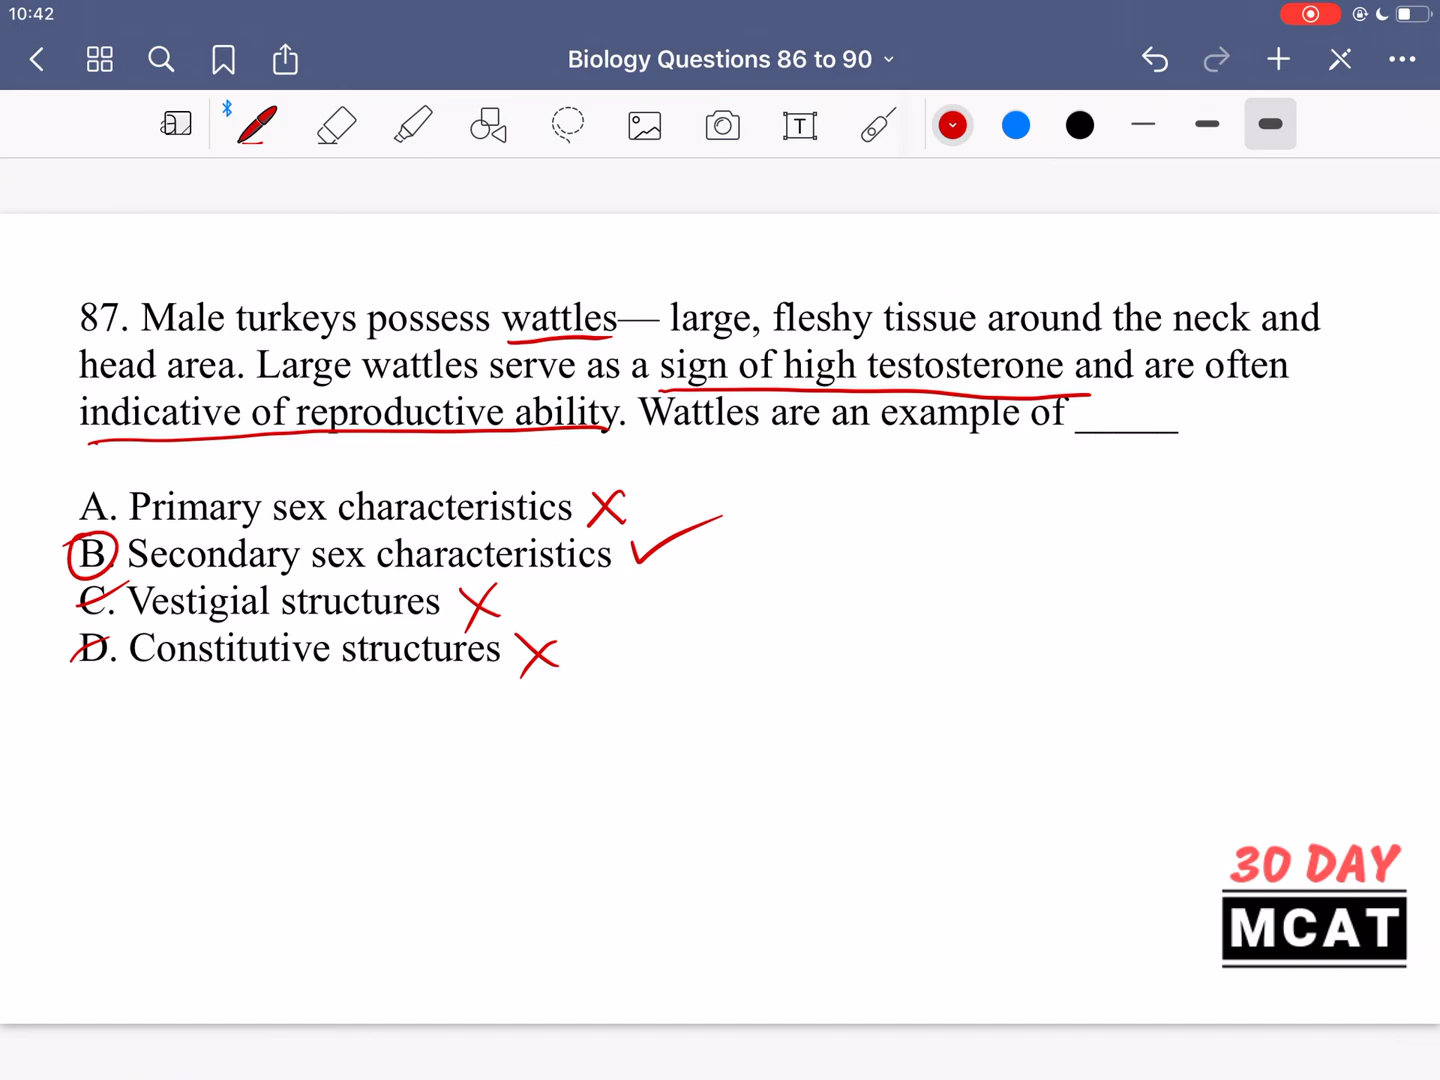 10:42
Biology Questions 86 to 90
87. Male turkeys possess wattles— large, fleshy tissue around the neck and
head area. Large wattles serve as a sign of high testosterone and are often
indicative of reproductive ability. Wattles are an example of _____
A. Primary sex characteristics
B. Secondary sex characteristics
C. Vestigial structures
D. Constitutive structures
30 DAY
MCAT